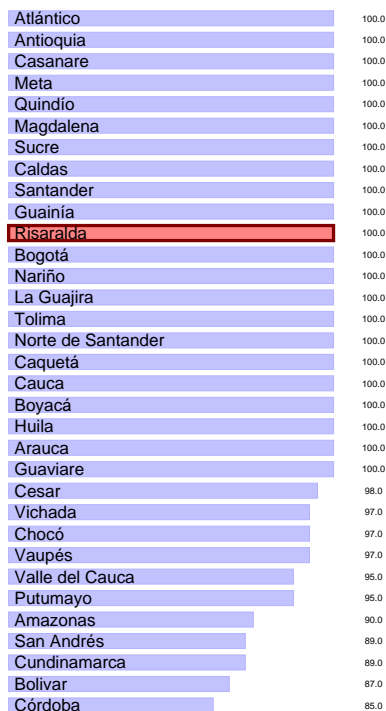 Atlántico 100.0
Antioquia 100.0
Casanare 100.0
Meta 100.0
Quindío 100.0
Magdalena 100.0
Sucre 100.0
Caldas 100.0
Santander 100.0
Guainía 100.0
Risaralda 100.0
Bogotá 100.0
Nariño 100.0
La Guajira 100.0
Tolima 100.0
Norte de Santander 100.0
Caquetá 100.0
Cauca 100.0
Boyacá 100.0
Huila 100.0
Arauca 100.0
Guaviare 100.0
Cesar 98.0
Vichada 97.0
Chocó 97.0
Vaupés 97.0
Valle del Cauca 95.0
Putumayo 95.0
Amazonas 90.0
San Andrés 89.0
Cundinamarca 89.0
Bolivar 87.0
Córdoba 85.0